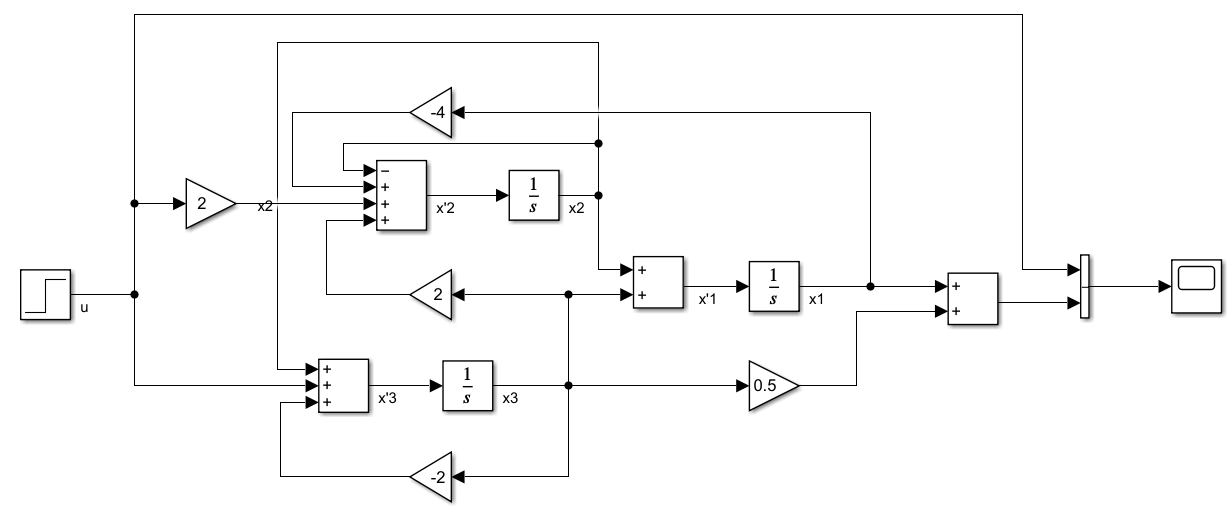 -4
−
+
+
+
x'2
1
s
x2
2
x2
+
+
x'1
1
s
x1
+
+
2
u
+
+
+
x'3
1
s
x3
0.5
-2